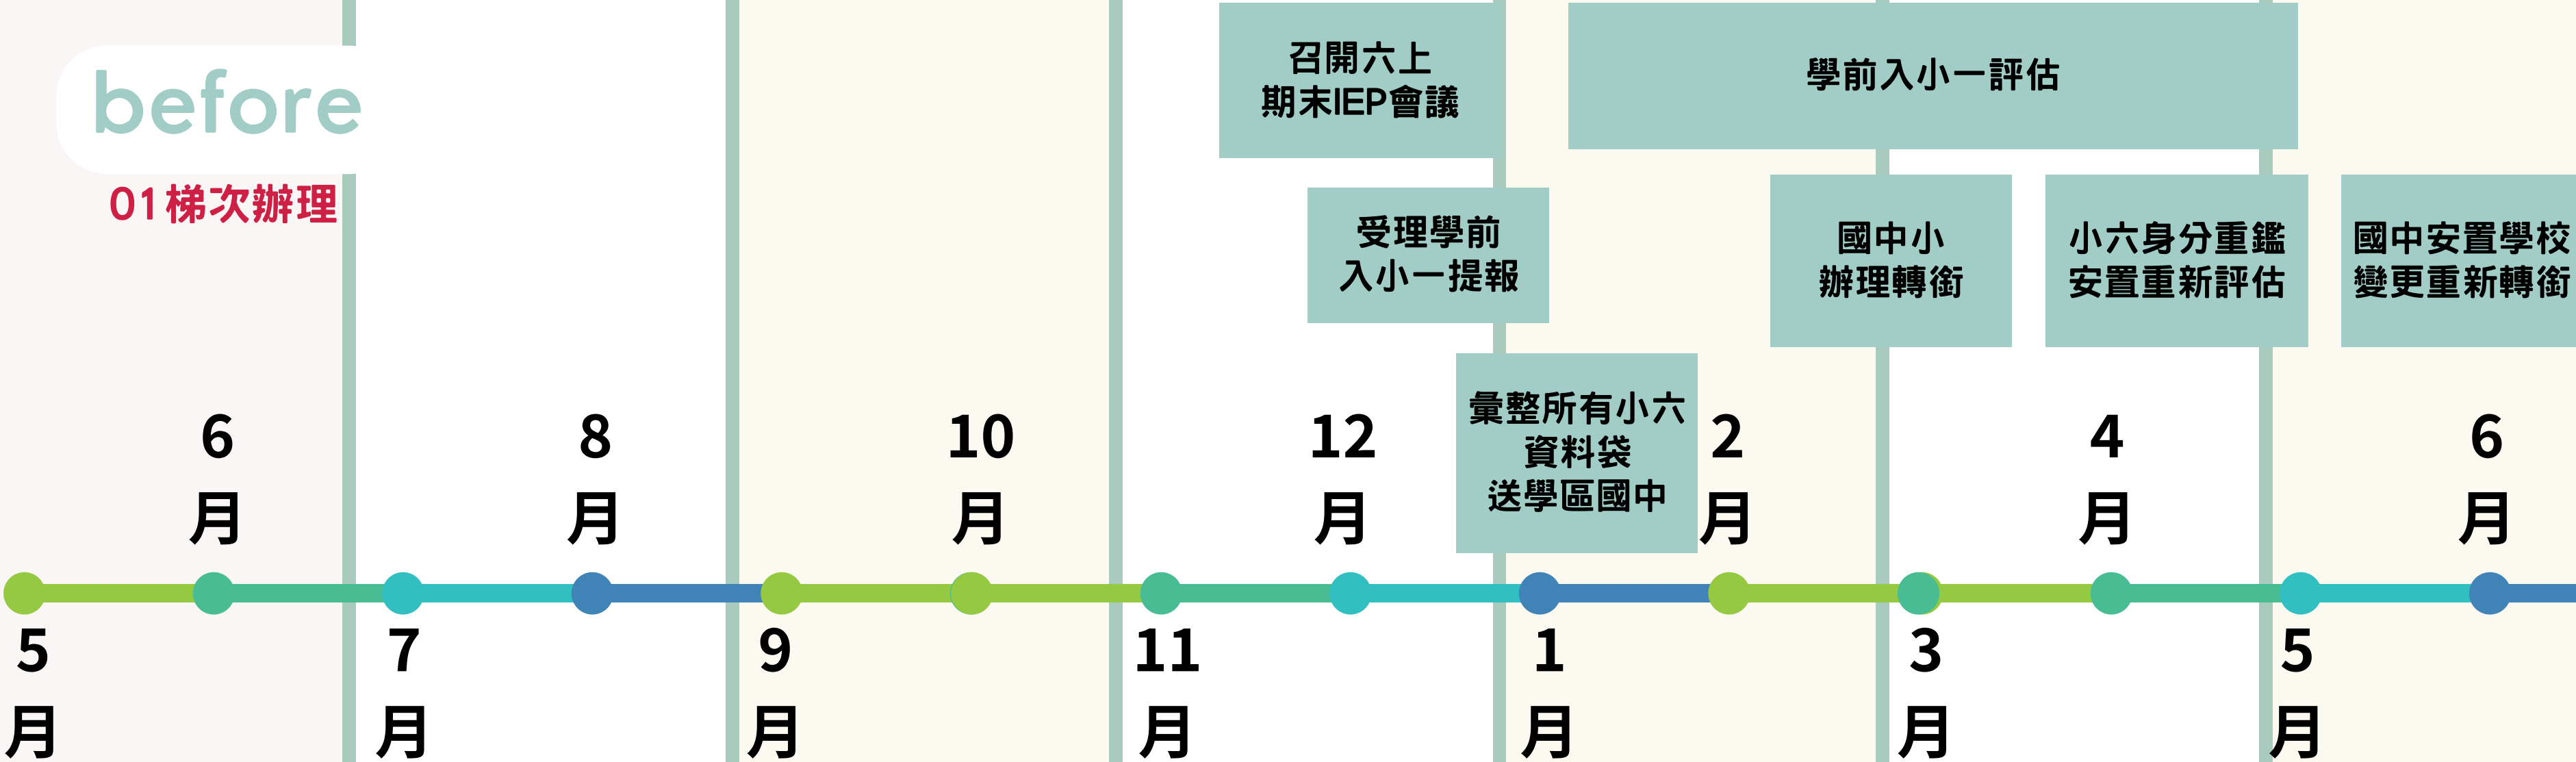 before
01梯次辦理
召開六上
期末IEP會議
學前入小一評估
受理學前
入小一提報
國中小
辦理轉銜
小六身分重鑑
安置重新評估
國中安置學校
變更重新轉銜
彙整所有小六
資料袋
送學區國中
6
月
8
月
10
月
12
月
2
月
4
月
6
月
5
月
7
月
9
月
11
月
1
月
3
月
5
月